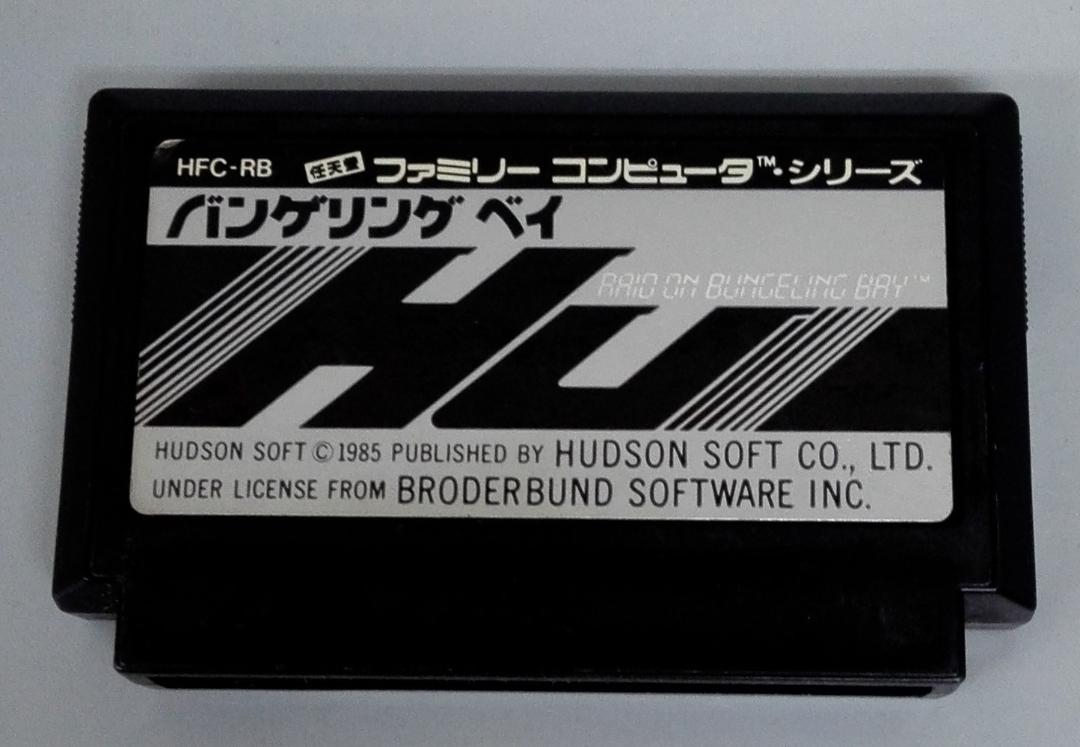 HFC-RB 任天堂 ファミリー コンピュータ™・シリーズ
バンゲリング ベイ
HU
RAID ON BUNGELING BAY™
HUDSON SOFT © 1985 PUBLISHED BY HUDSON SOFT CO., LTD.
UNDER LICENSE FROM BRODERBUND SOFTWARE INC.